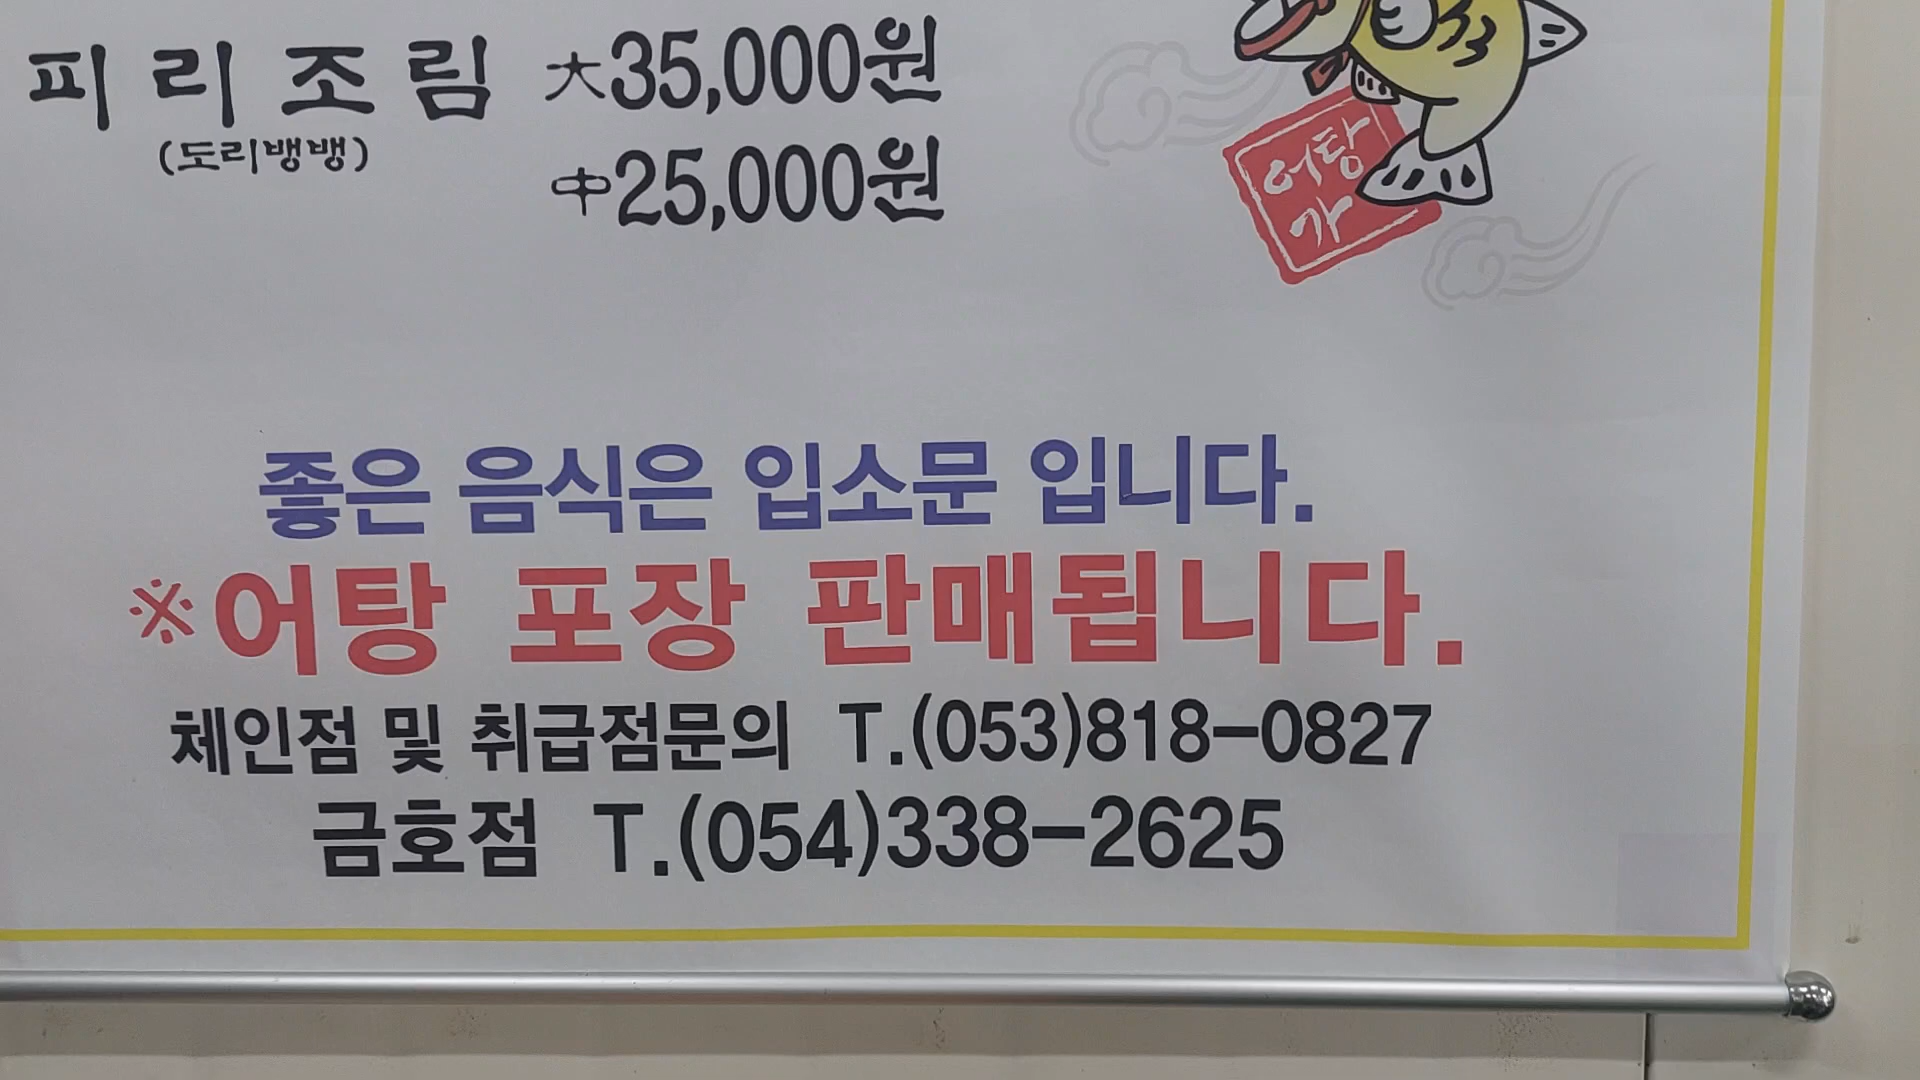 피리조림 大35,000원
(도리뱅뱅) 中25,000원
어탕
가
좋은 음식은 입소문 입니다.
※어탕 포장 판매됩니다.
체인점 및 취급점문의 T.(053)818-0827
금호점 T.(054)338-2625